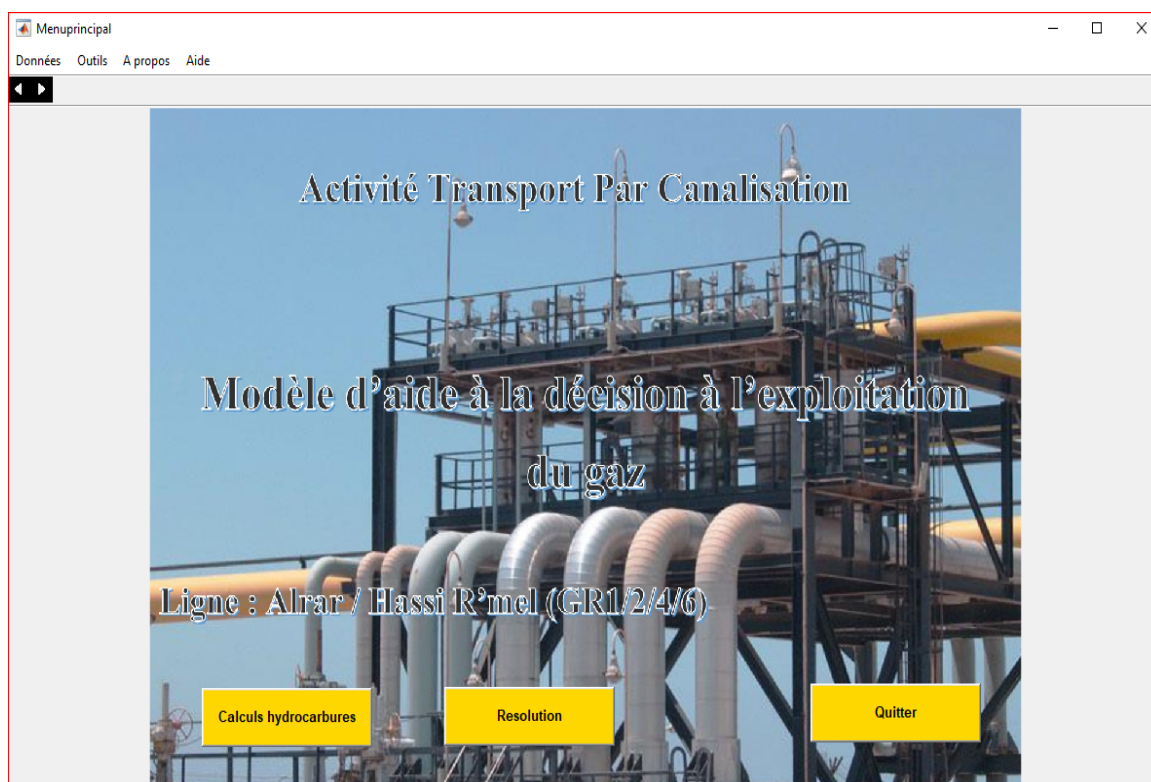 Menuprincipal
Données Outils A propos Aide
Activité Transport Par Canalisation
Modèle d'aide à la décision à l'exploitation
du gaz
Ligne : Alrar / Hassi R'mel (GR1/2/4/6)
Calculs hydrocarbures Resolution Quitter